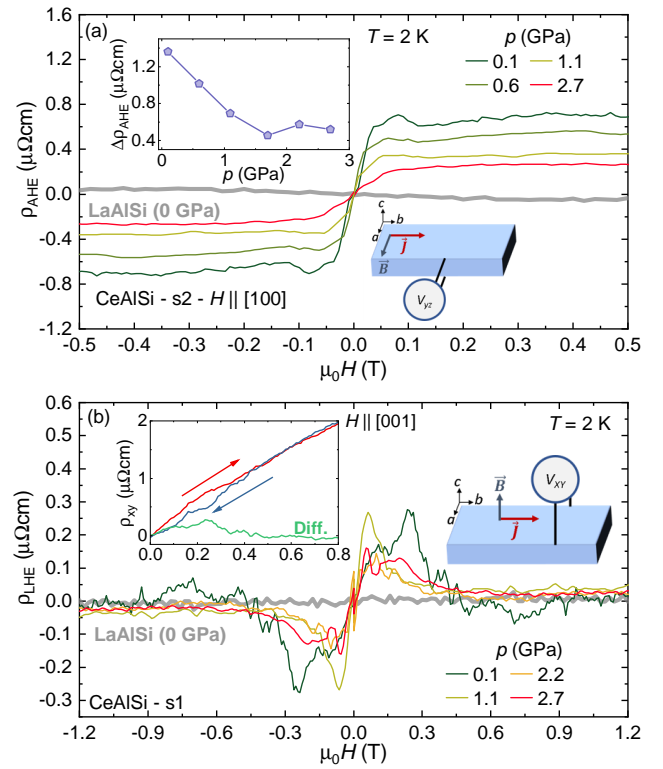 (a)
T = 2 K
p (GPa)
0.1 1.1
0.6 2.7
1.6
1.2
0.8
0.4
0.0
-0.4
-0.8
-1.2
ρAHE (μΩcm)
1.2
0.8
0.4
ΔρAHE (μΩcm)
0 1 2 3
p (GPa)
LaAlSi (0 GPa)
c
b
a
B
j
Vyz
CeAlSi - s2 - H || [100]
-0.5 -0.4 -0.3 -0.2 -0.1 0.0 0.1 0.2 0.3 0.4 0.5
μ0H (T)
(b)
H || [001]
T = 2 K
0.6
0.5
0.4
0.3
0.2
0.1
0.0
-0.1
-0.2
-0.3
ρLHE (μΩcm)
2
1
0
ρxy (μΩcm)
Diff.
0.0 0.2 0.4 0.6 0.8
c
b
a
B
j
VXY
LaAlSi (0 GPa)
p (GPa)
0.1 2.2
1.1 2.7
CeAlSi - s1
-1.2 -0.9 -0.6 -0.3 0.0 0.3 0.6 0.9 1.2
μ0H (T)